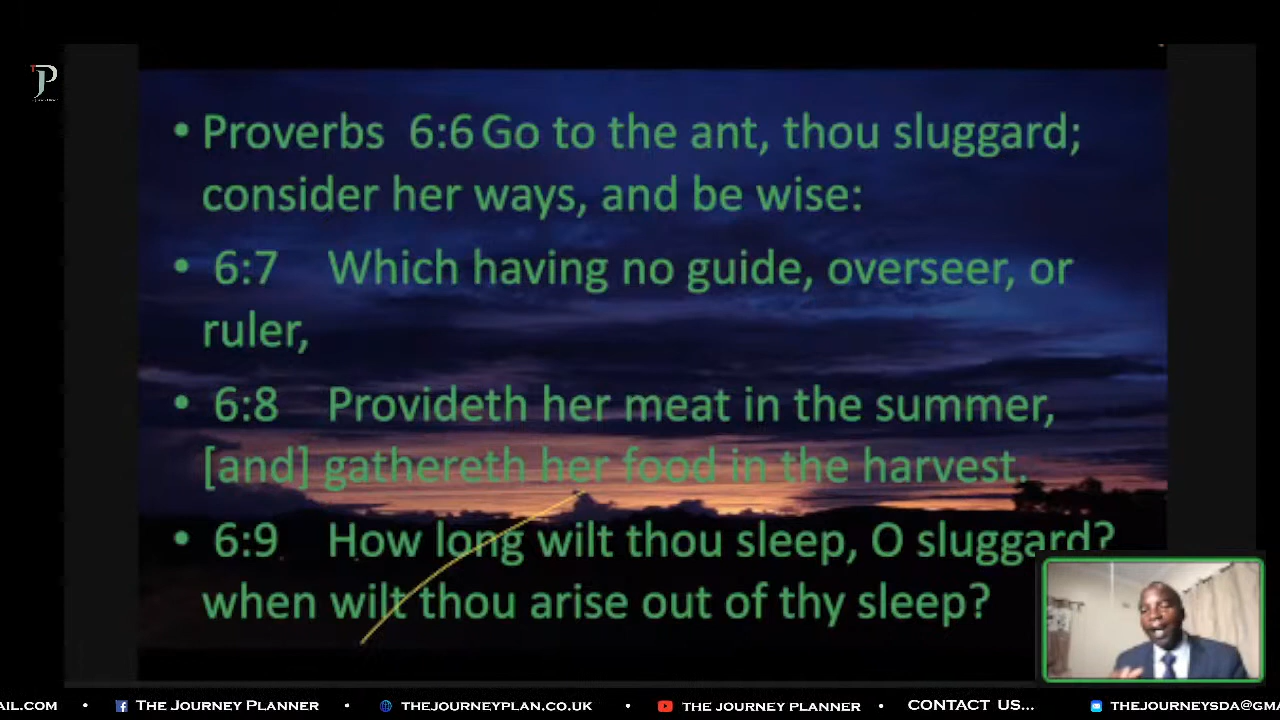 TP
• Proverbs 6:6 Go to the ant, thou sluggard;
consider her ways, and be wise:
• 6:7 Which having no guide, overseer, or
ruler,
• 6:8 Provideth her meat in the summer,
[and] gathereth her food in the harvest.
• 6:9 How long wilt thou sleep, O sluggard?
when wilt thou arise out of thy sleep?
AIL.COM • THE JOURNEY PLANNER • THEJOURNEYPLAN.CO.UK • THE JOURNEY PLANNER • CONTACT US... THEJOURNEYSDA@GMA